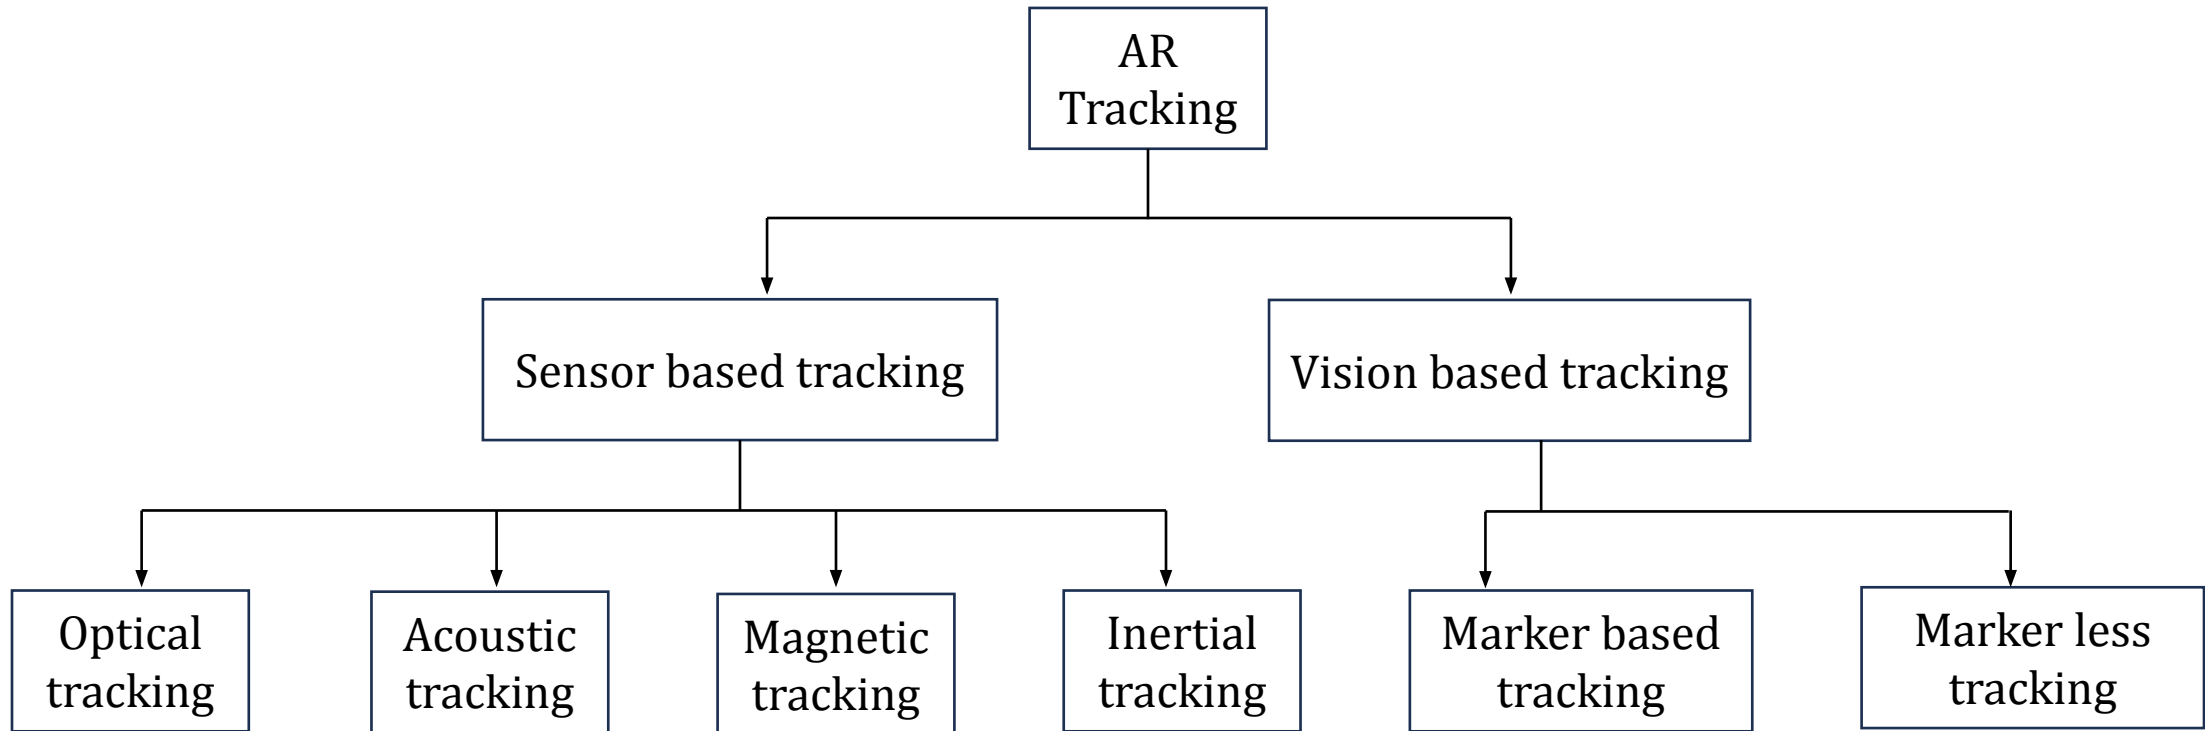 AR
Tracking
Sensor based tracking
Vision based tracking
Optical
tracking
Acoustic
tracking
Magnetic
tracking
Inertial
tracking
Marker based
tracking
Marker less
tracking